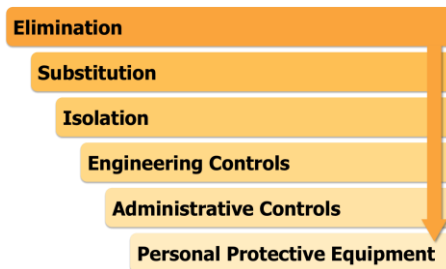 Elimination
Substitution
Isolation
Engineering Controls
Administrative Controls
Personal Protective Equipment